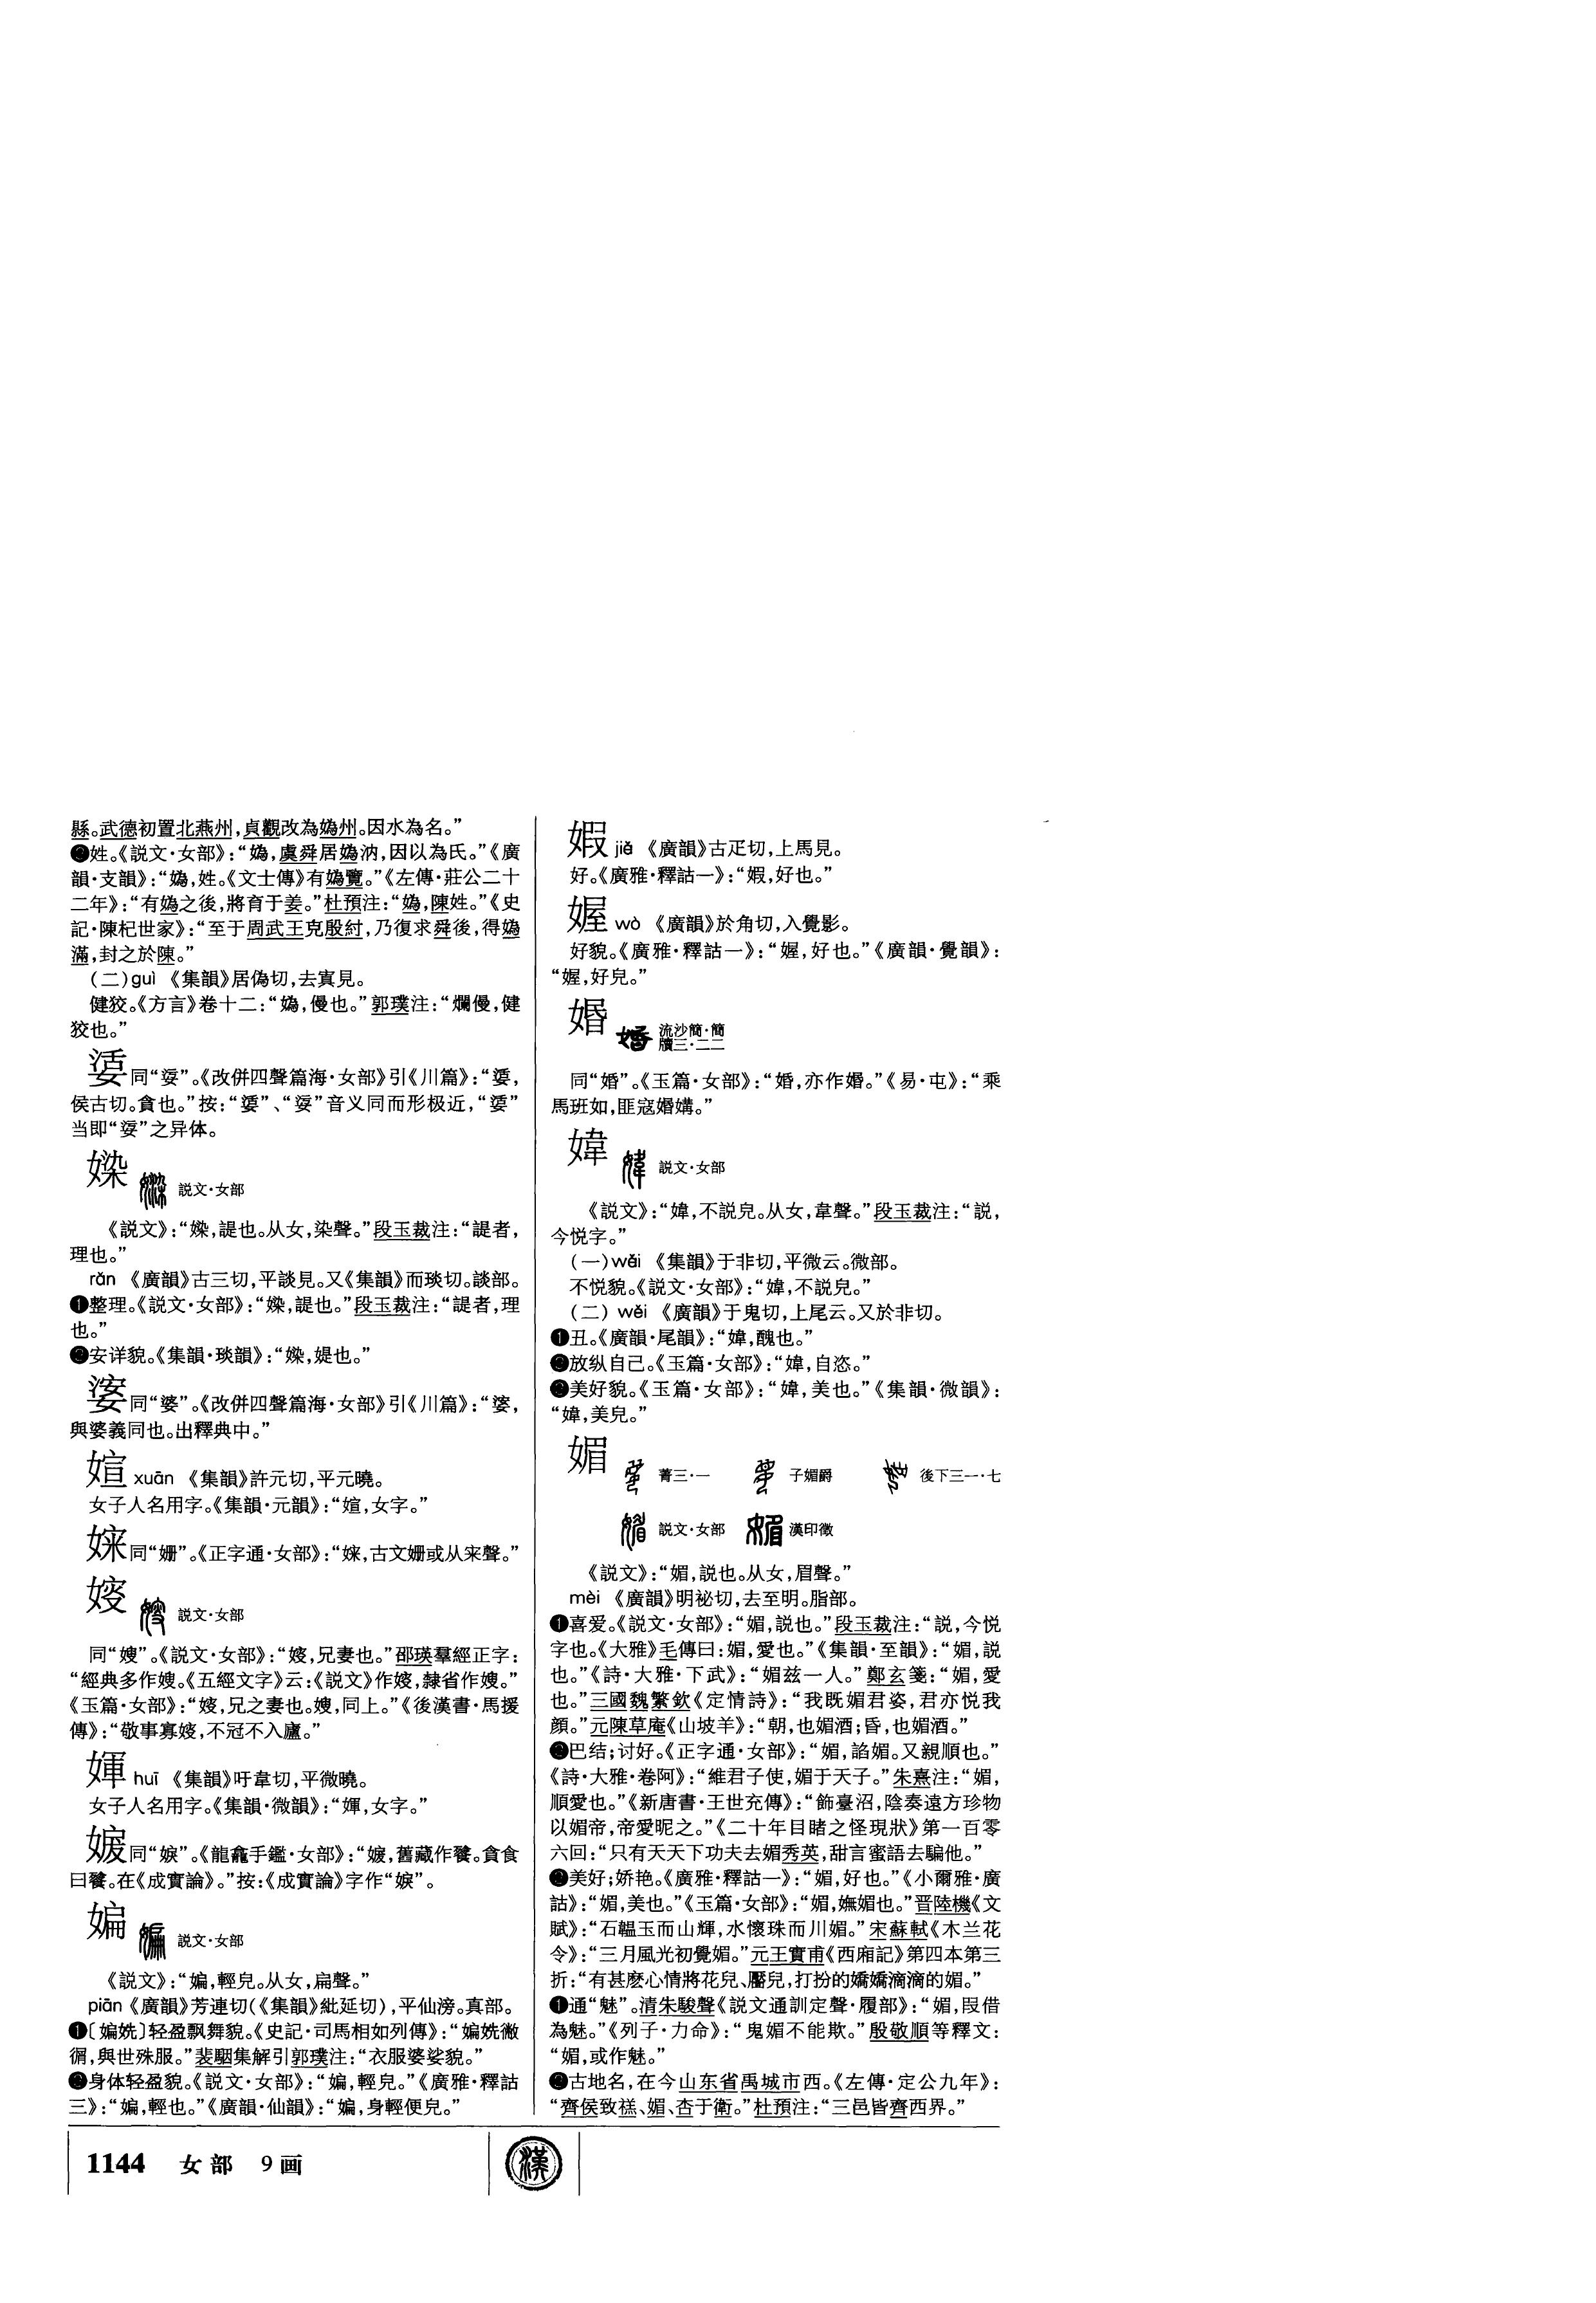 縣。武德初置北燕州,貞觀改為媯州。因水為名。”
❸姓。《説文·女部》:“媯,虞舜居媯汭,因以為氏。”《廣
韻·支韻》:“媯,姓。《文士傳》有媯覽。”《左傳·莊公二十
二年》:“有媯之後,將育于姜。”杜預注:“媯,陳姓。”《史
記·陳杞世家》:“至于周武王克殷紂,乃復求舜後,得媯
滿,封之於陳。”
(二)guì 《集韻》居偽切,去寘見。
健狡。《方言》卷十二:“媯,優也。”郭璞注:“爛優,健
狡也。”
同“”。《改併四聲篇海·女部》引《川篇》:“,
侯古切。貪也。”按:“”、“”音义同而形极近,“”
当即“”之异体。
媣 説文·女部
《説文》:“媣,諟也。从女,染聲。”段玉裁注:“諟者,
理也。”
rǎn 《廣韻》古三切,平談見。又《集韻》而琰切。談部。
❶整理。《説文·女部》:“媣,諟也。”段玉裁注:“諟者,理
也。”
❷安详貌。《集韻·琰韻》:“媣,媞也。”
同“婆”。《改併四聲篇海·女部》引《川篇》:“,
與婆義同也。出釋典中。”
媗 xuān 《集韻》許元切,平元曉。
女子人名用字。《集韻·元韻》:“媗,女字。”
同“姍”。《正字通·女部》:“,古文姍或从宋聲。”
㛮 説文·女部
同“嫂”。《説文·女部》:“㛮,兄妻也。”邵瑛羣經正字:
“經典多作嫂。《五經文字》云:《説文》作㛮,隸省作嫂。”
《玉篇·女部》:“㛮,兄之妻也。嫂,同上。”《後漢書·馬援
傳》:“敬事寡㛮,不冠不入廬。”
媈 huī 《集韻》吁韋切,平微曉。
女子人名用字。《集韻·微韻》:“媈,女字。”
同“”。《龍龕手鑑·女部》:“,舊藏作餮。貪食
曰餮。在《成實論》。”按:《成實論》字作“”。
媥 説文·女部
《説文》:“媥,輕皃。从女,扁聲。”
piān 《廣韻》芳連切(《集韻》紕延切),平仙滂。真部。
❶〔媥姺〕轻盈飘舞貌。《史記·司馬相如列傳》:“媥姺徶
㣯,與世殊服。”裴駰集解引郭璞注:“衣服婆娑貌。”
❷身体轻盈貌。《説文·女部》:“媥,輕皃。”《廣雅·釋詁
三》:“媥,輕也。”《廣韻·仙韻》:“媥,身輕便皃。”
婽 jiǎ 《廣韻》古疋切,上馬見。
好。《廣雅·釋詁一》:“婽,好也。”
媉 wò 《廣韻》於角切,入覺影。
好貌。《廣雅·釋詁一》:“媉,好也。”《廣韻·覺韻》:
“媉,好皃。”
㛰 流沙簡·簡
牘三·二二
同“婚”。《玉篇·女部》:“婚,亦作㛰。”《易·屯》:“乘
馬班如,匪寇㛰媾。”
媁 説文·女部
《説文》:“媁,不説皃。从女,韋聲。”段玉裁注:“説,
今悦字。”
(一)wěi 《集韻》于非切,平微云。微部。
不悦貌。《説文·女部》:“媁,不説皃。”
(二) wěi 《廣韻》于鬼切,上尾云。又於非切。
❶丑。《廣韻·尾韻》:“媁,醜也。”
❷放纵自己。《玉篇·女部》:“媁,自恣。”
❸美好貌。《玉篇·女部》:“媁,美也。”《集韻·微韻》:
“媁,美皃。”
媚 菁三·一 子媚爵 後下三一·七
説文·女部 漢印徵
《説文》:“媚,説也。从女,眉聲。”
mèi 《廣韻》明祕切,去至明。脂部。
❶喜爱。《説文·女部》:“媚,説也。”段玉裁注:“説,今悦
字也。《大雅》毛傳曰:媚,愛也。”《集韻·至韻》:“媚,説
也。”《詩·大雅·下武》:“媚兹一人。”鄭玄箋:“媚,愛
也。”三國魏繁欽《定情詩》:“我既媚君姿,君亦悦我
顔。”元陳草庵《山坡羊》:“朝,也媚酒;昏,也媚酒。”
❷巴结;讨好。《正字通·女部》:“媚,諂媚。又親順也。”
《詩·大雅·卷阿》:“維君子使,媚于天子。”朱熹注:“媚,
順愛也。”《新唐書·王世充傳》:“飾臺沼,陰奏遠方珍物
以媚帝,帝愛昵之。”《二十年目睹之怪現狀》第一百零
六回:“只有天天下功夫去媚秀英,甜言蜜語去騙他。”
❸美好;娇艳。《廣雅·釋詁一》:“媚,好也。”《小爾雅·廣
詁》:“媚,美也。”《玉篇·女部》:“媚,嫵媚也。”晋陸機《文
賦》:“石韞玉而山輝,水懷珠而川媚。”宋蘇軾《木兰花
令》:“三月風光初覺媚。”元王實甫《西廂記》第四本第三
折:“有甚麽心情將花兒、靨兒,打扮的嬌嬌滴滴的媚。”
❹通“魅”。清朱駿聲《説文通訓定聲·履部》:“媚,叚借
為魅。”《列子·力命》:“鬼媚不能欺。”殷敬順等釋文:
“媚,或作魅。”
❺古地名,在今山东省禹城市西。《左傳·定公九年》:
“齊侯致禚、媚、杏于衛。”杜預注:“三邑皆齊西界。”
1144 女部 9画 漢